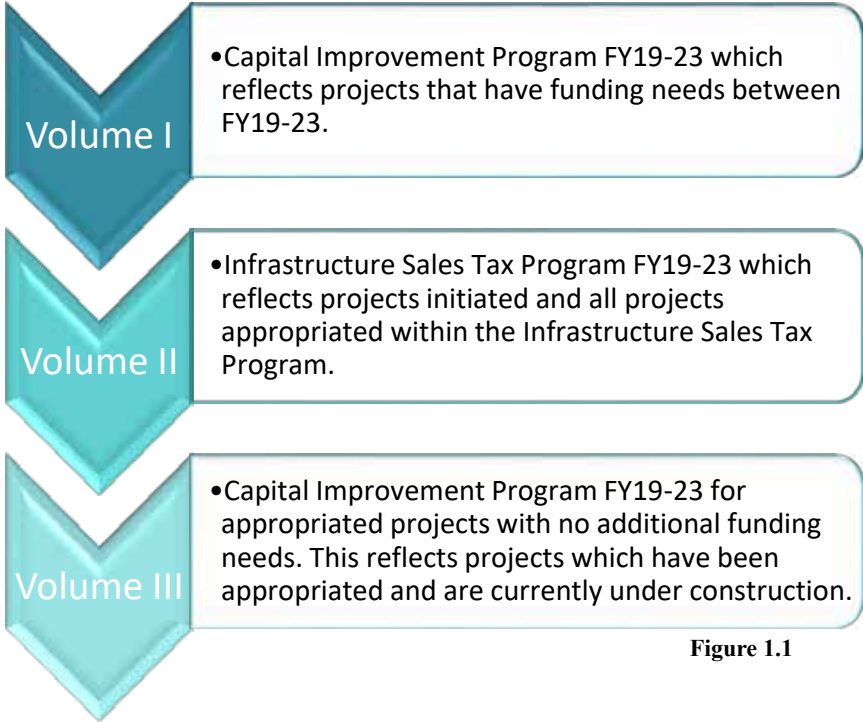 Volume I
•Capital Improvement Program FY19-23 which
reflects projects that have funding needs between
FY19-23.
Volume II
•Infrastructure Sales Tax Program FY19-23 which
reflects projects initiated and all projects
appropriated within the Infrastructure Sales Tax
Program.
Volume III
•Capital Improvement Program FY19-23 for
appropriated projects with no additional funding
needs. This reflects projects which have been
appropriated and are currently under construction.
Figure 1.1